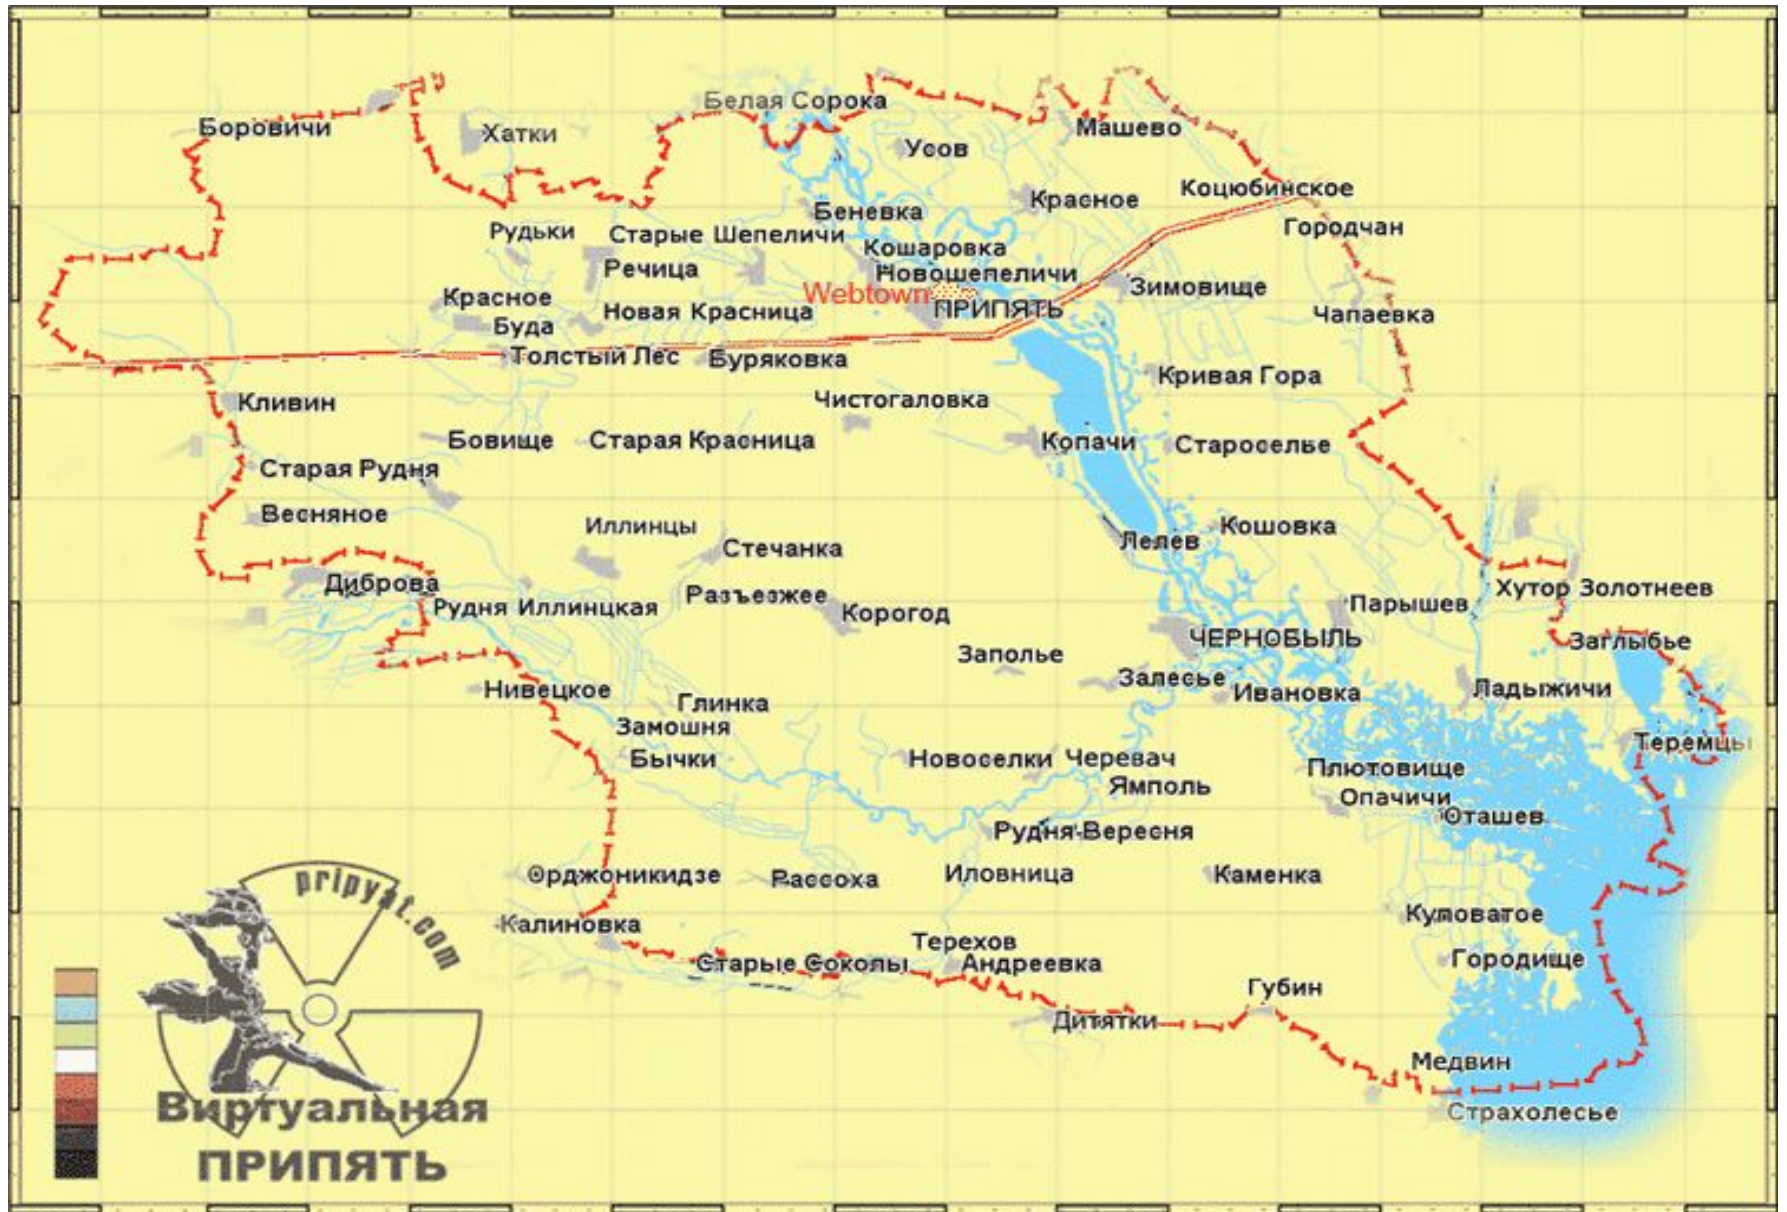 Белая Сорока
Боровичи
Хатки
Машево
Усов
Коцюбинское
Красное
Беневка
Городчан
Рудьки
Старые Шепеличи
Кошаровка
Речица
Новошепеличи
Зимовище
Webtown
Красное
Новая Красница
ПРИПЯТЬ
Чапаевка
Буда
Толстый Лес
Буряковка
Кривая Гора
Чистогаловка
Кливин
Бовище
Старая Красница
Копачи
Староселье
Старая Рудня
Весняное
Иллинцы
Кошовка
Лелев
Стечанка
Диброва
Хутор Золотнеев
Разъезжее
Парышев
Рудня Иллинцкая
Корогод
ЧЕРНОБЫЛЬ
Заглыбье
Заполье
Залесье
Нивецкое
Ивановка
Ладыжичи
Глинка
Замошня
Теремцы
Бычки
Новоселки
Черевач
Плютовище
Ямполь
Опачичи
Оташев
Рудня-Вересня
Орджоникидзе
Рассоха
Иловница
Каменка
pripyat.com
Куповатое
Калиновка
Терехов
Городище
Старые Соколы
Андреевка
Губин
Дитятки
Медвин
Виртуальная
Страхолесье
ПРИПЯТЬ